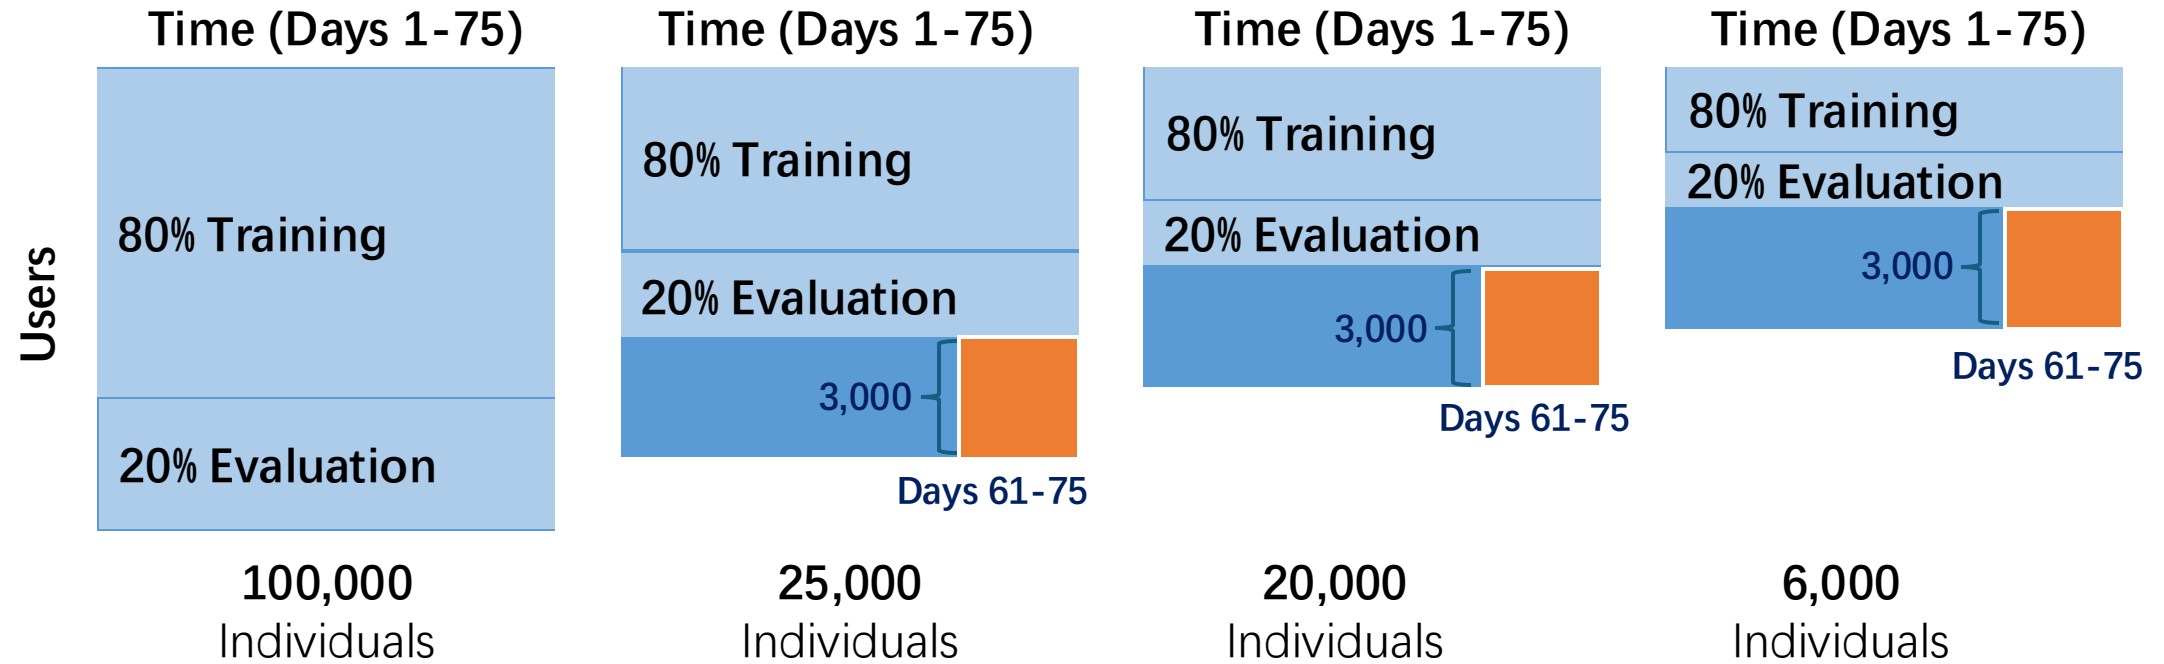 Time (Days 1-75)
80% Training
20% Evaluation
100,000
Individuals
Time (Days 1-75)
80% Training
20% Evaluation
3,000
Days 61-75
25,000
Individuals
Time (Days 1-75)
80% Training
20% Evaluation
3,000
Days 61-75
20,000
Individuals
Time (Days 1-75)
80% Training
20% Evaluation
3,000
Days 61-75
6,000
Individuals
Users